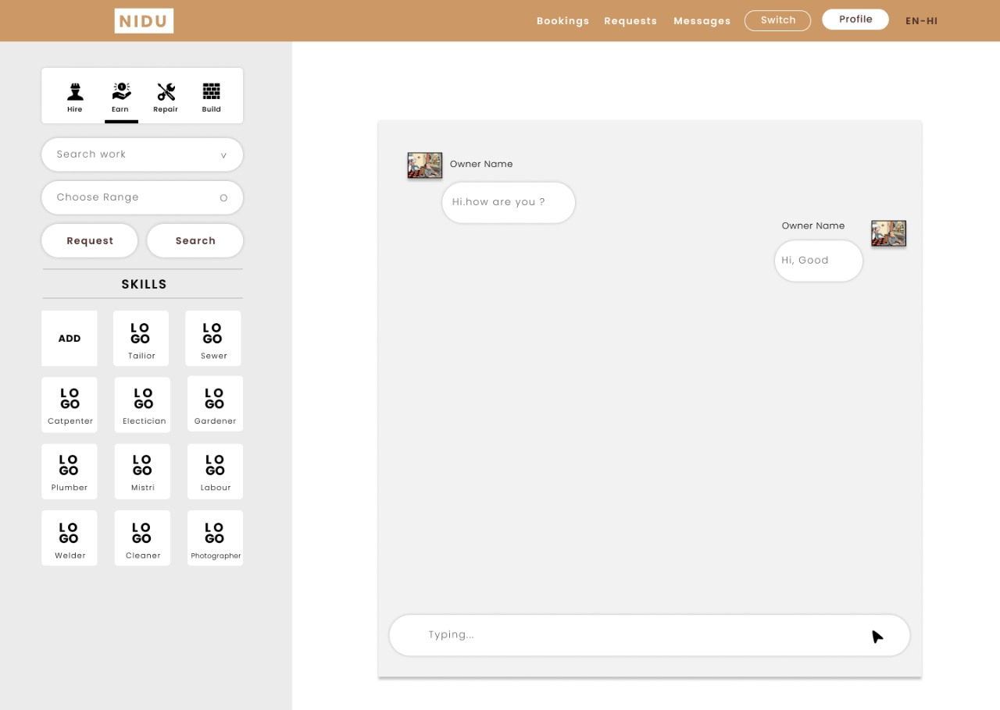 NIDU
Bookings Requests Messages Switch Profile EN-HI
Hire Earn Repair Build
Search work v
Choose Range O
Request Search
SKILLS
ADD
LO
GO
Tailior
LO
GO
Sewer
LO
GO
Catpenter
LO
GO
Electician
LO
GO
Gardener
LO
GO
Plumber
LO
GO
Mistri
LO
GO
Labour
LO
GO
Welder
LO
GO
Cleaner
LO
GO
Photographer
Owner Name
Hi.how are you ?
Owner Name
Hi, Good
Typing...